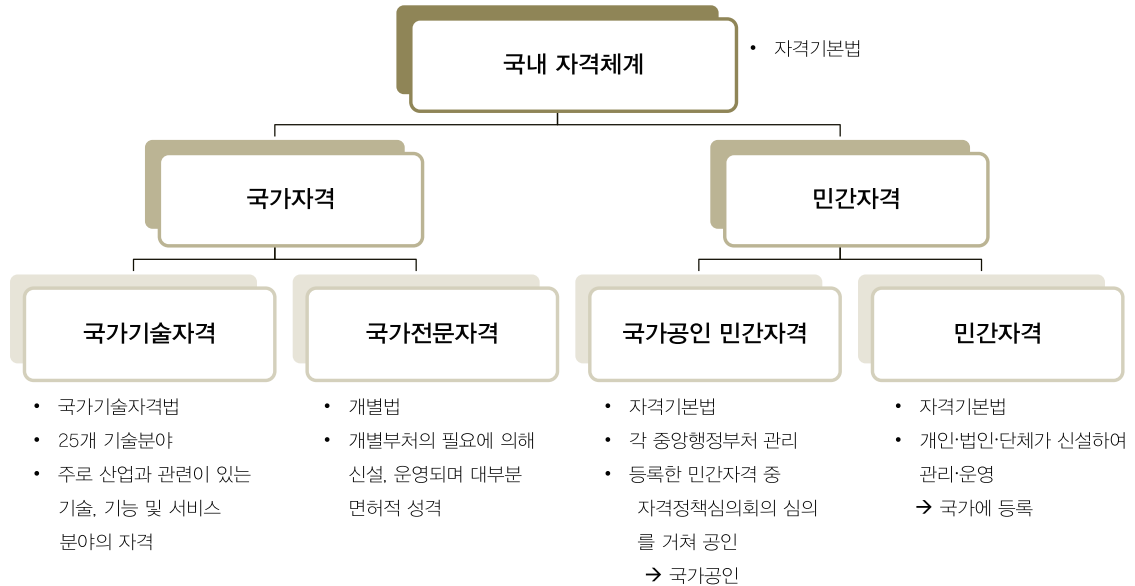 국내 자격체계
• 자격기본법
국가자격
민간자격
국가기술자격
국가전문자격
국가공인 민간자격
민간자격
• 국가기술자격법
• 25개 기술분야
• 주로 산업과 관련이 있는
기술, 기능 및 서비스
분야의 자격
• 개별법
• 개별부처의 필요에 의해
신설, 운영되며 대부분
면허적 성격
• 자격기본법
• 각 중앙행정부처 관리
• 등록한 민간자격 중
자격정책심의회의 심의
를 거쳐 공인
→ 국가공인
• 자격기본법
• 개인·법인·단체가 신설하여
관리·운영
→ 국가에 등록